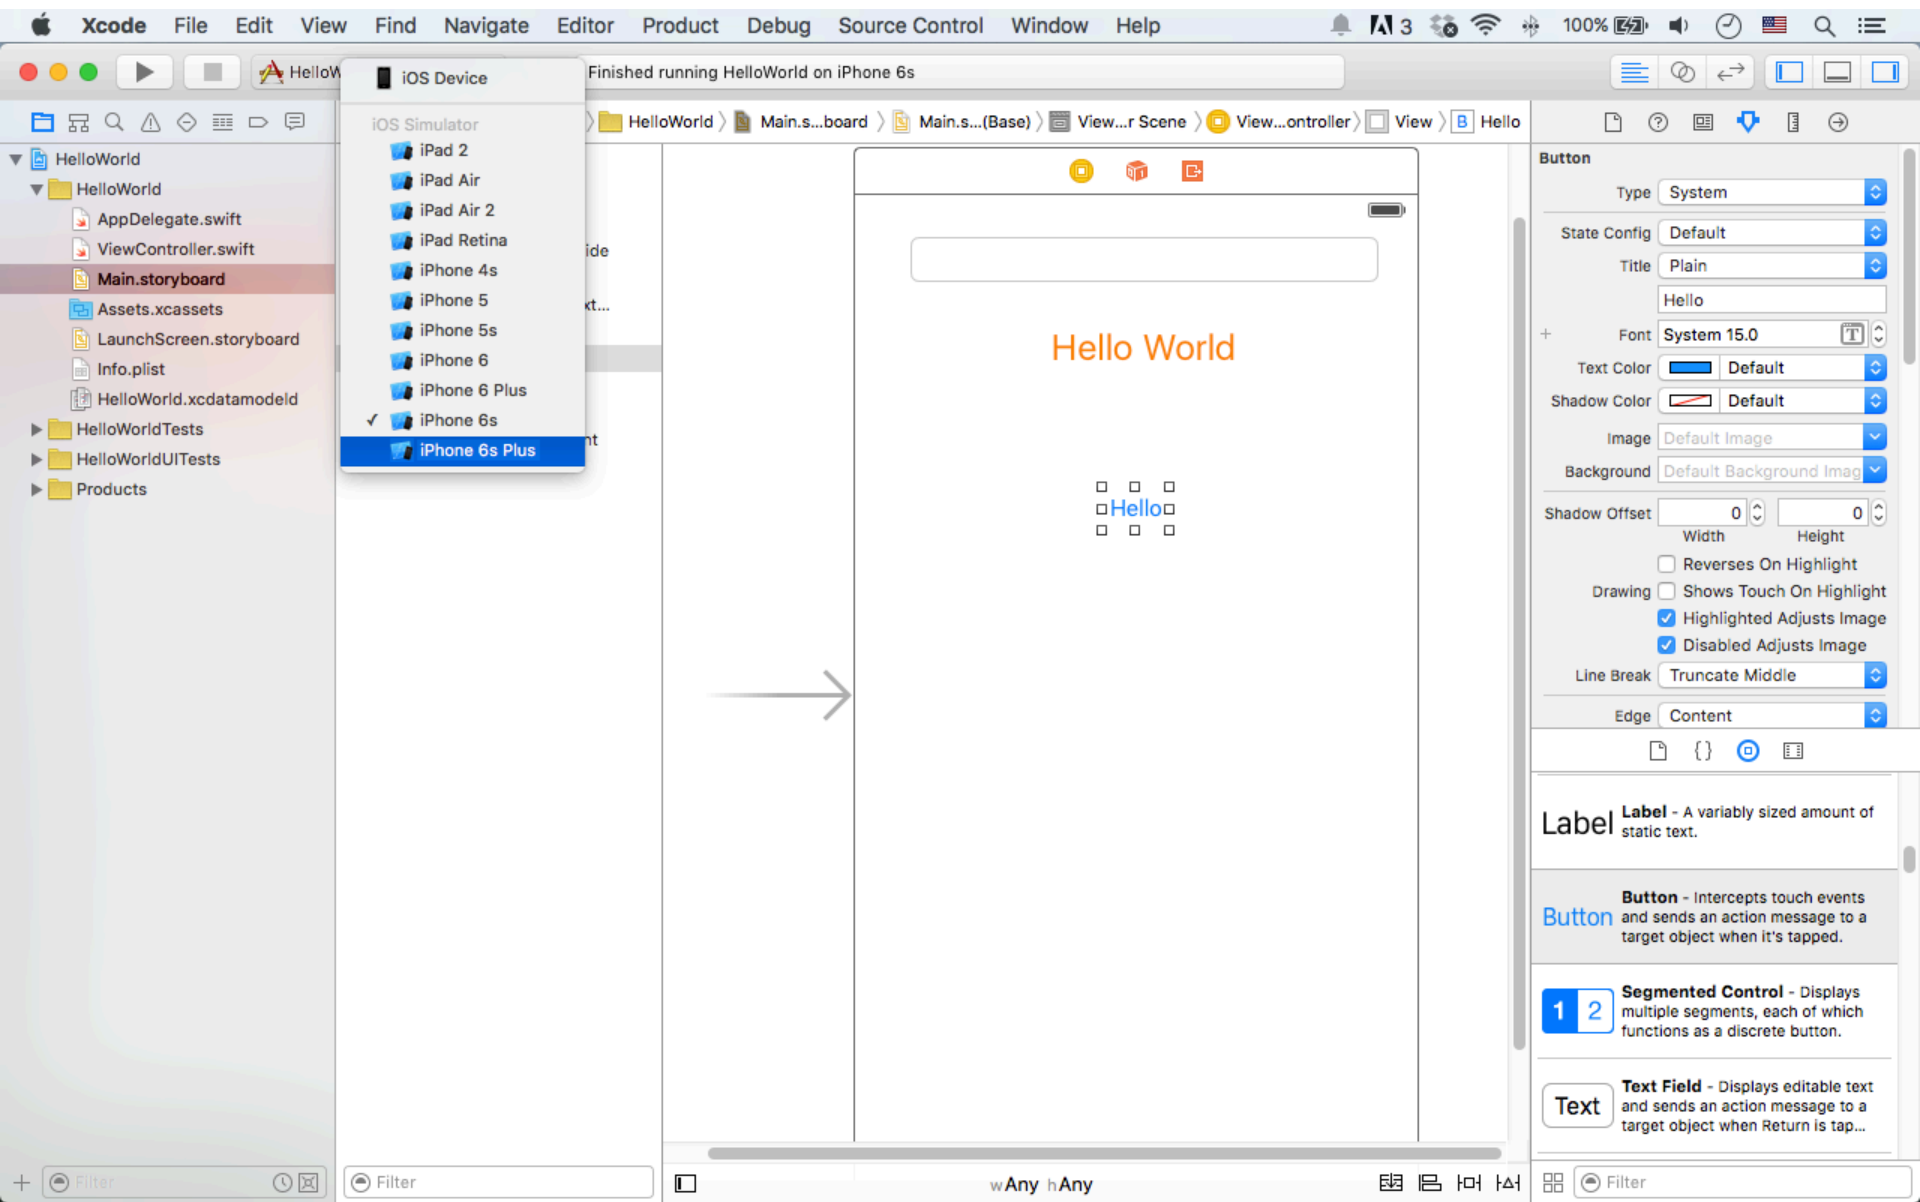 Xcode File Edit View Find Navigate Editor Product Debug Source Control Window Help 3 100%
HelloW
Finished running HelloWorld on iPhone 6s
iOS Device
iOS Simulator
iPad 2
iPad Air
iPad Air 2
iPad Retina
iPhone 4s
iPhone 5
iPhone 5s
iPhone 6
iPhone 6 Plus
✓ iPhone 6s
iPhone 6s Plus
HelloWorld
HelloWorld
AppDelegate.swift
ViewController.swift
Main.storyboard
Assets.xcassets
LaunchScreen.storyboard
Info.plist
HelloWorld.xcdatamodeld
HelloWorldTests
HelloWorldUITests
Products
Filter
ide
xt...
nt
Filter
HelloWorld Main.s...board Main.s...(Base) View...r Scene View...ontroller View B Hello
Hello World
Hello
wAny hAny
Button
Type System
State Config Default
Title Plain
Hello
+ Font System 15.0 T
Text Color Default
Shadow Color Default
Image Default Image
Background Default Background Imag
Shadow Offset 0 0
Width Height
Reverses On Highlight
Drawing Shows Touch On Highlight
Highlighted Adjusts Image
Disabled Adjusts Image
Line Break Truncate Middle
Edge Content
{}
Label Label - A variably sized amount of
static text.
Button - Intercepts touch events
Button and sends an action message to a
target object when it's tapped.
Segmented Control - Displays
1 2 multiple segments, each of which
functions as a discrete button.
Text Field - Displays editable text
Text and sends an action message to a
target object when Return is tap...
Filter